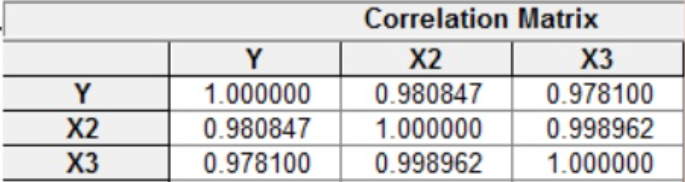 Correlation Matrix
Y X2 X3
Y 1.000000 0.980847 0.978100
X2 0.980847 1.000000 0.998962
X3 0.978100 0.998962 1.000000